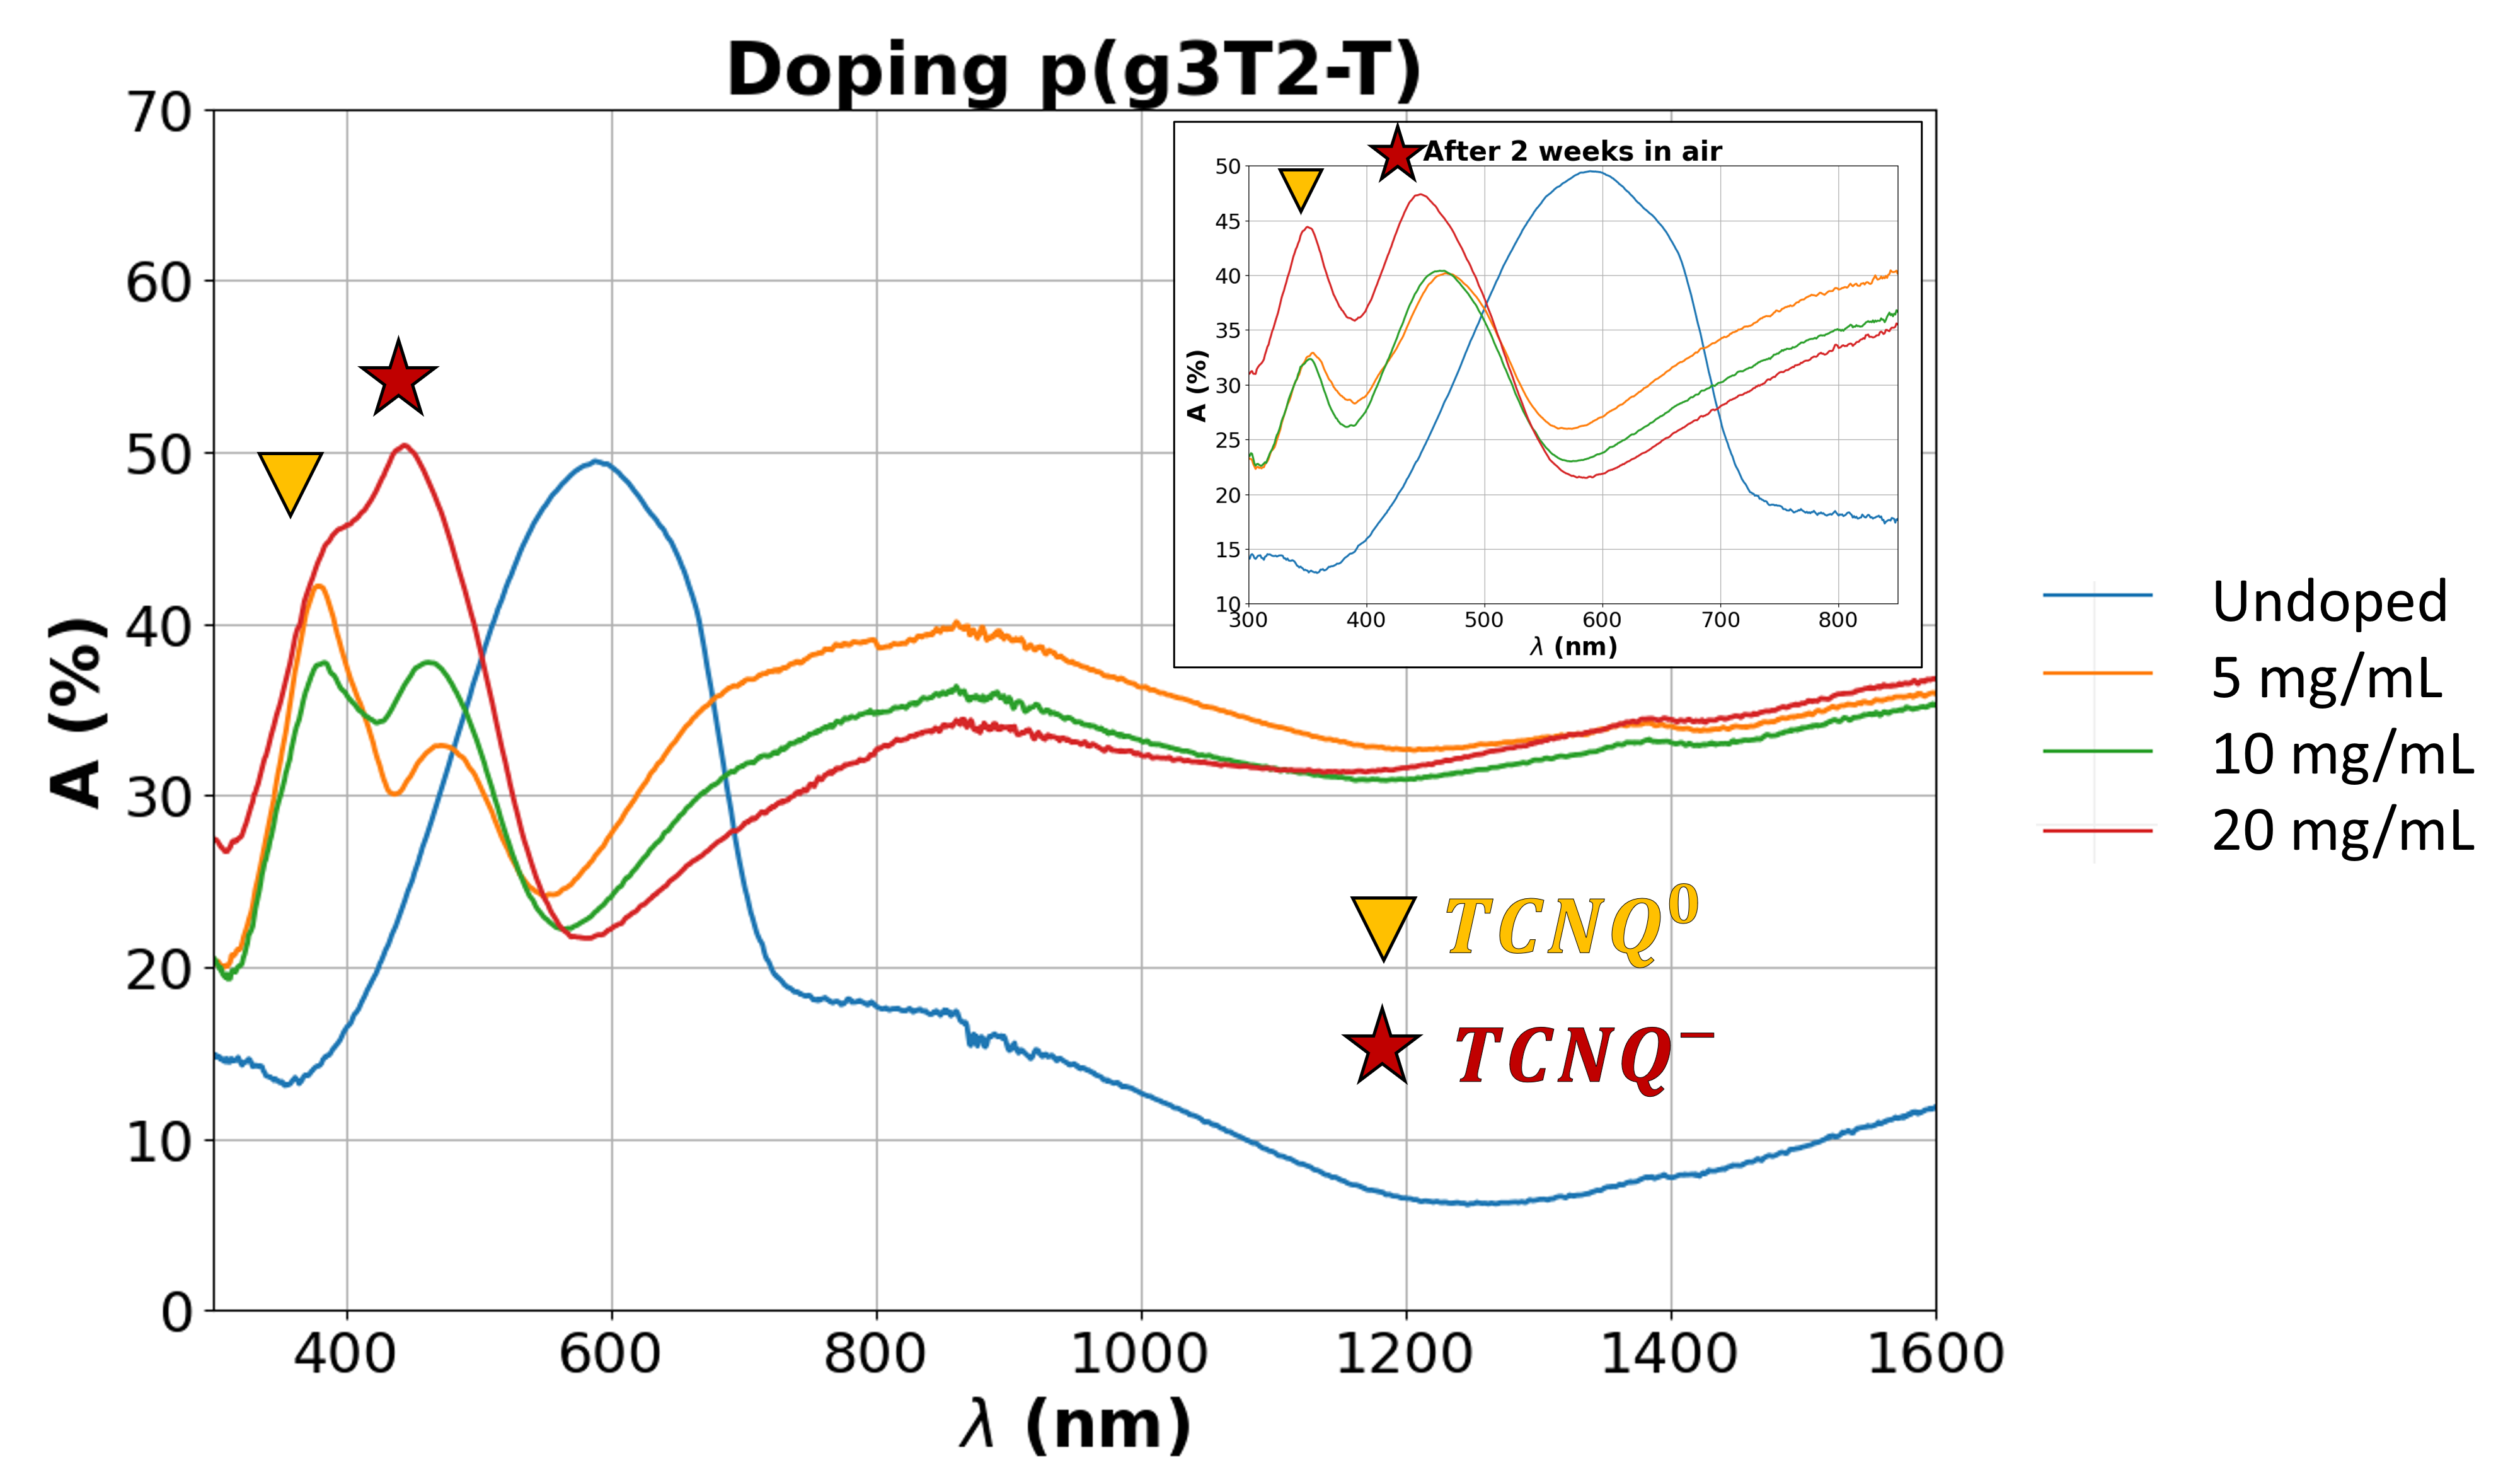 Doping p(g3T2-T)
70
60
50
40
30
20
10
0
A (%)
400 600 800 1000 1200 1400 1600
λ (nm)
After 2 weeks in air
50
45
40
35
30
25
20
15
10
A (%)
300 400 500 600 700 800
λ (nm)
TCNQ⁰
TCNQ⁻
Undoped
5 mg/mL
10 mg/mL
20 mg/mL